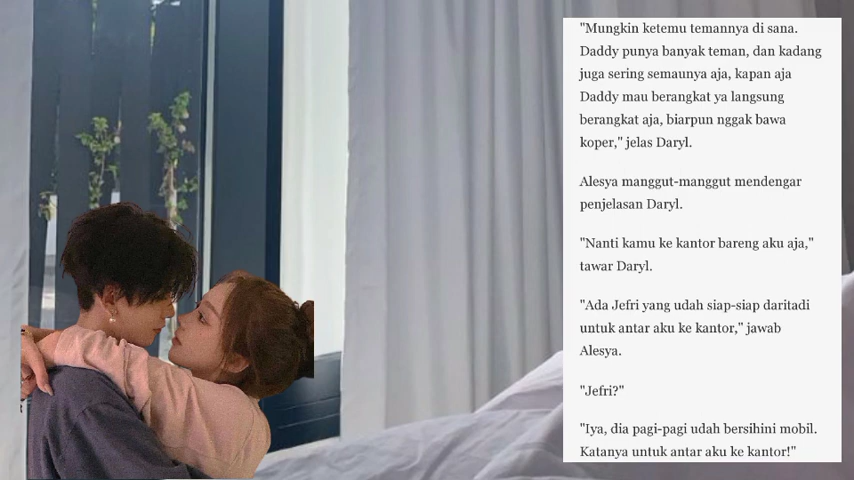 "Mungkin ketemu temannya di sana.
Daddy punya banyak teman, dan kadang
juga sering semaunya aja, kapan aja
Daddy mau berangkat ya langsung
berangkat aja, biarpun nggak bawa
koper," jelas Daryl.
Alesya manggut-manggut mendengar
penjelasan Daryl.
"Nanti kamu ke kantor bareng aku aja,"
tawar Daryl.
"Ada Jefri yang udah siap-siap daritadi
untuk antar aku ke kantor," jawab
Alesya.
"Jefri?"
"Iya, dia pagi-pagi udah bersihini mobil.
Katanya untuk antar aku ke kantor!"